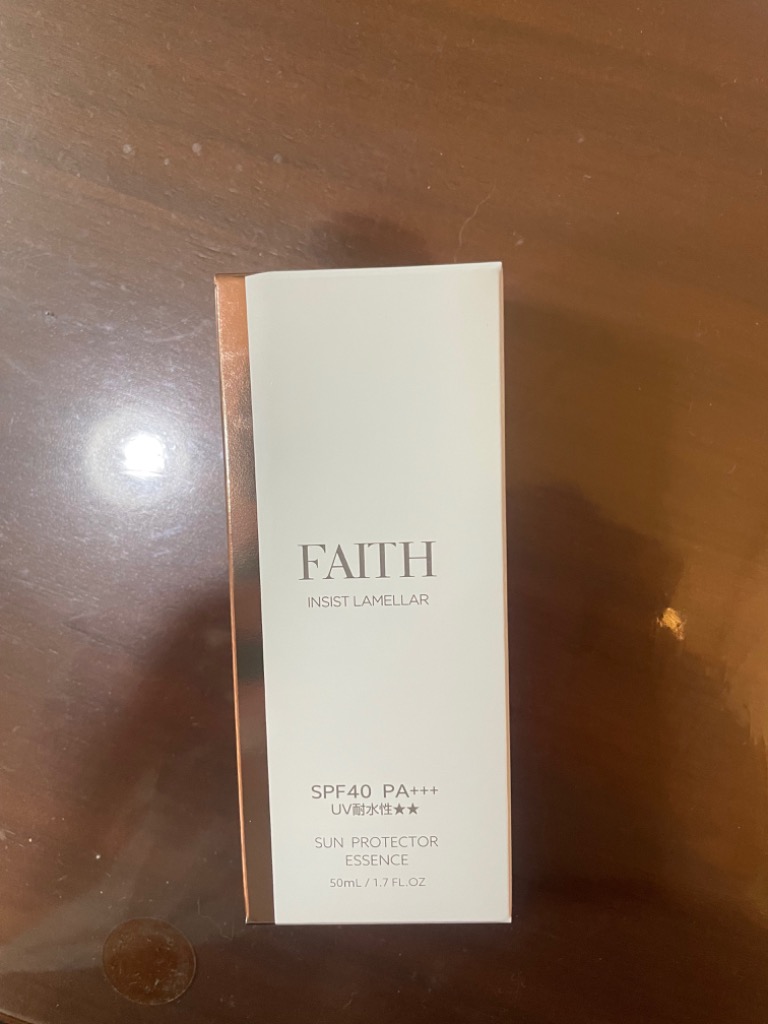 FAITH
INSIST LAMELLAR
SPF40 PA+++
UV耐水性★★
SUN PROTECTOR
ESSENCE
50mL / 1.7 FL.OZ